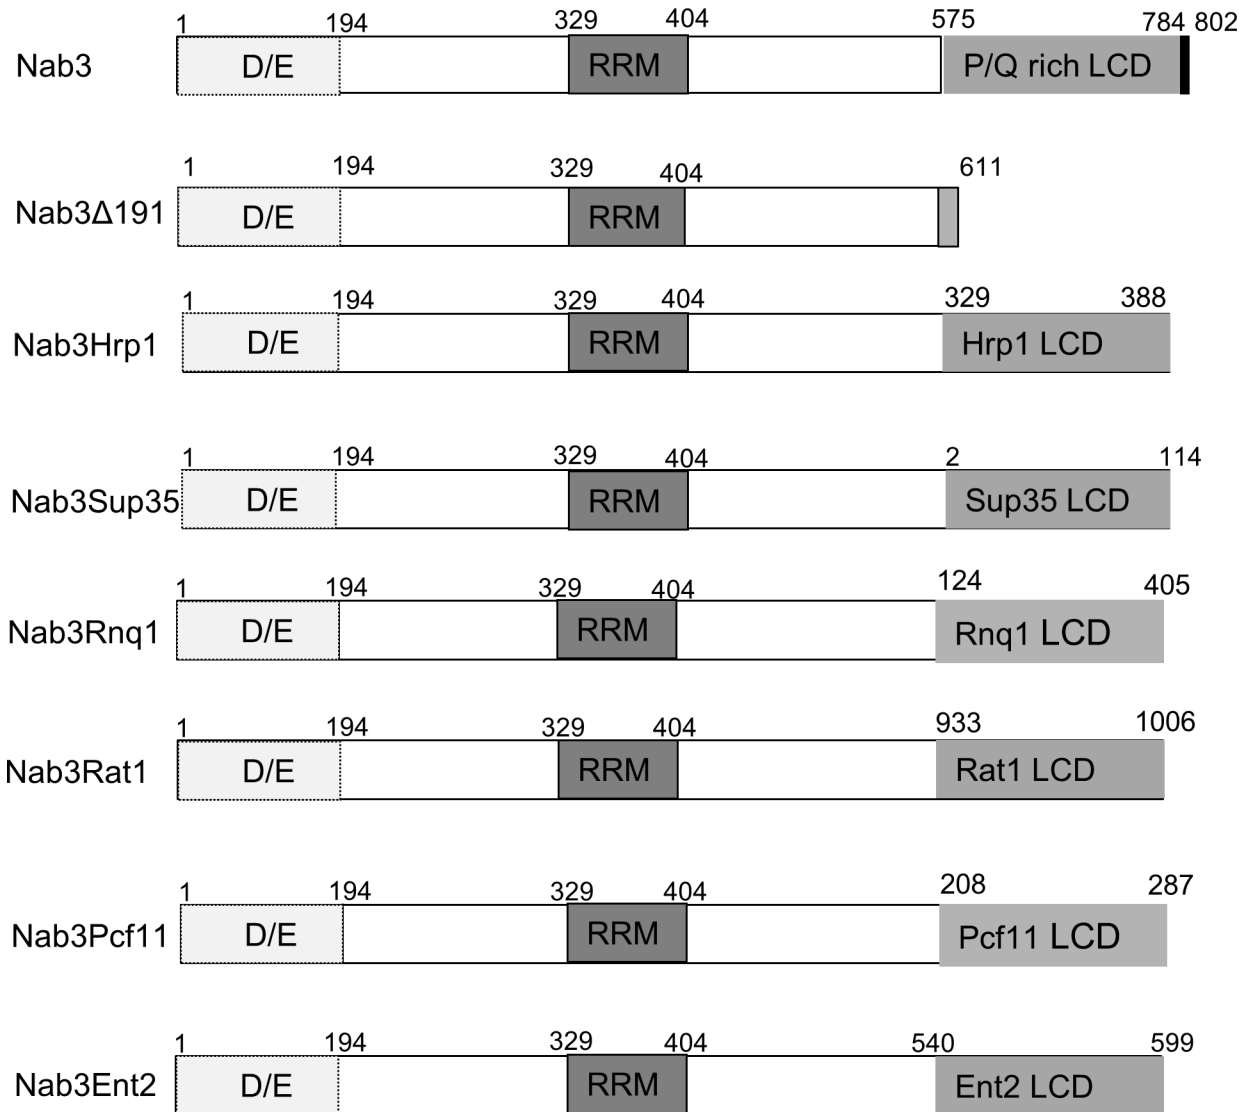 1 194 329 404 575 784 802
Nab3 D/E RRM P/Q rich LCD
1 194 329 404 611
Nab3Δ191 D/E RRM
1 194 329 404 329 388
Nab3Hrp1 D/E RRM Hrp1 LCD
1 194 329 404 2 114
Nab3Sup35 D/E RRM Sup35 LCD
1 194 329 404 124 405
Nab3Rnq1 D/E RRM Rnq1 LCD
1 194 329 404 933 1006
Nab3Rat1 D/E RRM Rat1 LCD
1 194 329 404 208 287
Nab3Pcf11 D/E RRM Pcf11 LCD
1 194 329 404 540 599
Nab3Ent2 D/E RRM Ent2 LCD